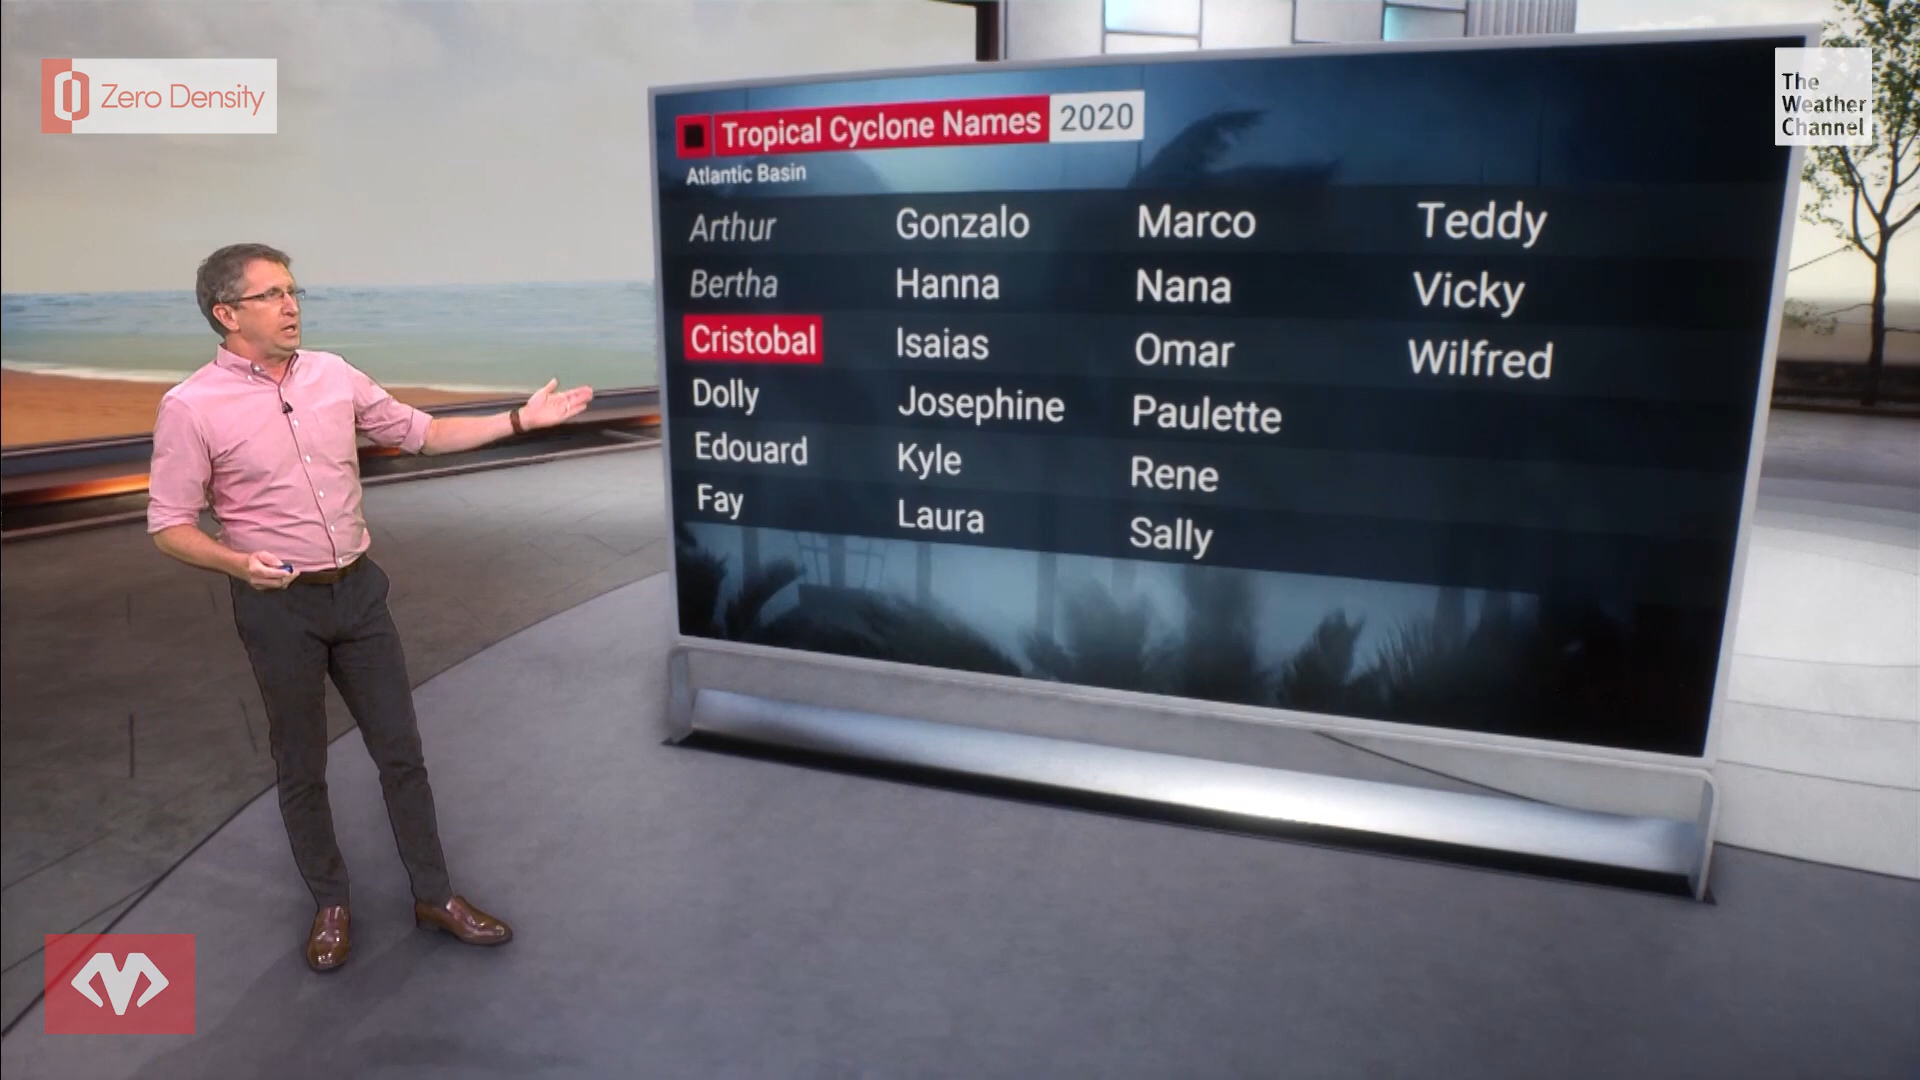 Zero Density
The
Weather
Channel
Tropical Cyclone Names 2020
Atlantic Basin
Arthur
Bertha
Cristobal
Dolly
Edouard
Fay
Gonzalo
Hanna
Isaias
Josephine
Kyle
Laura
Marco
Nana
Omar
Paulette
Rene
Sally
Teddy
Vicky
Wilfred